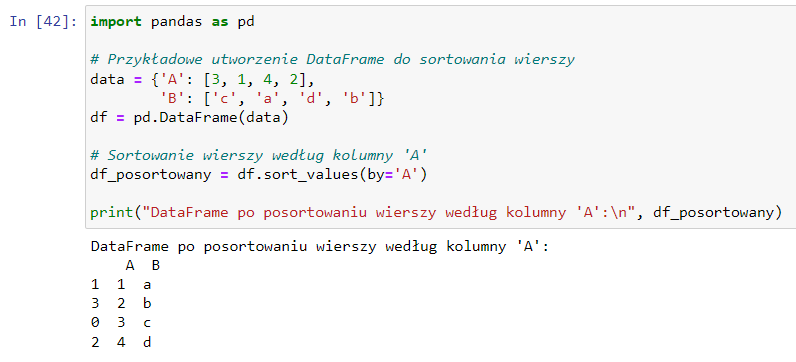 In [42]: import pandas as pd
# Przykładowe utworzenie DataFrame do sortowania wierszy
data = {'A': [3, 1, 4, 2],
        'B': ['c', 'a', 'd', 'b']}
df = pd.DataFrame(data)
# Sortowanie wierszy według kolumny 'A'
df_posortowany = df.sort_values(by='A')
print("DataFrame po posortowaniu wierszy według kolumny 'A':\n", df_posortowany)
DataFrame po posortowaniu wierszy według kolumny 'A':
    A  B
1  1  a
3  2  b
0  3  c
2  4  d